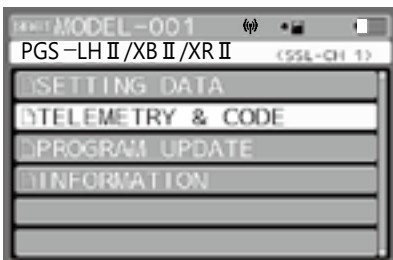 MODEL-001
PGS-LHⅡ/XBⅡ/XRⅡ
(SSL-CH 1)
SETTING DATA
TELEMETRY & CODE
PROGRAM UPDATE
INFORMATION